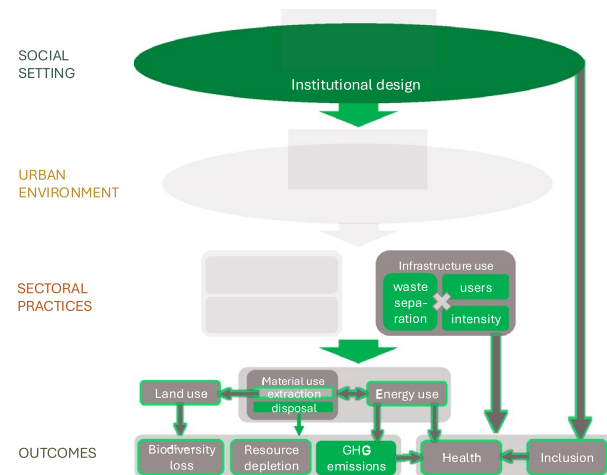 SOCIAL
SETTING
Institutional design
URBAN
ENVIRONMENT
SECTORAL
PRACTICES
Infrastructure use
waste
sepa-
ration
users
intensity
Land use
Material use
extraction
disposal
Energy use
OUTCOMES
Biodiversity
loss
Resource
depletion
GHG
emissions
Health
Inclusion